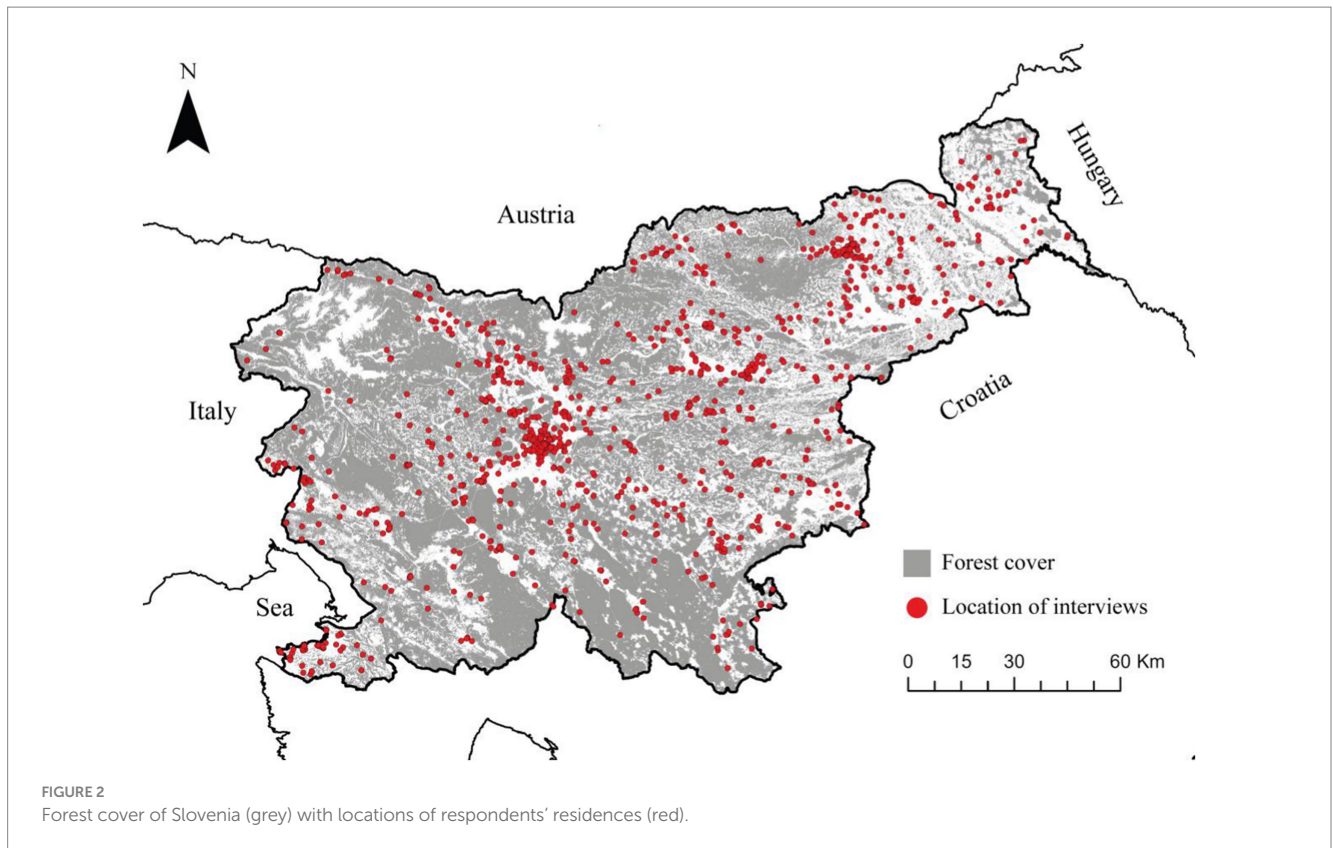 N
Austria
Hungary
Italy
Croatia
Sea
Forest cover
Location of interviews
0 15 30 60 Km
FIGURE 2
Forest cover of Slovenia (grey) with locations of respondents’ residences (red).